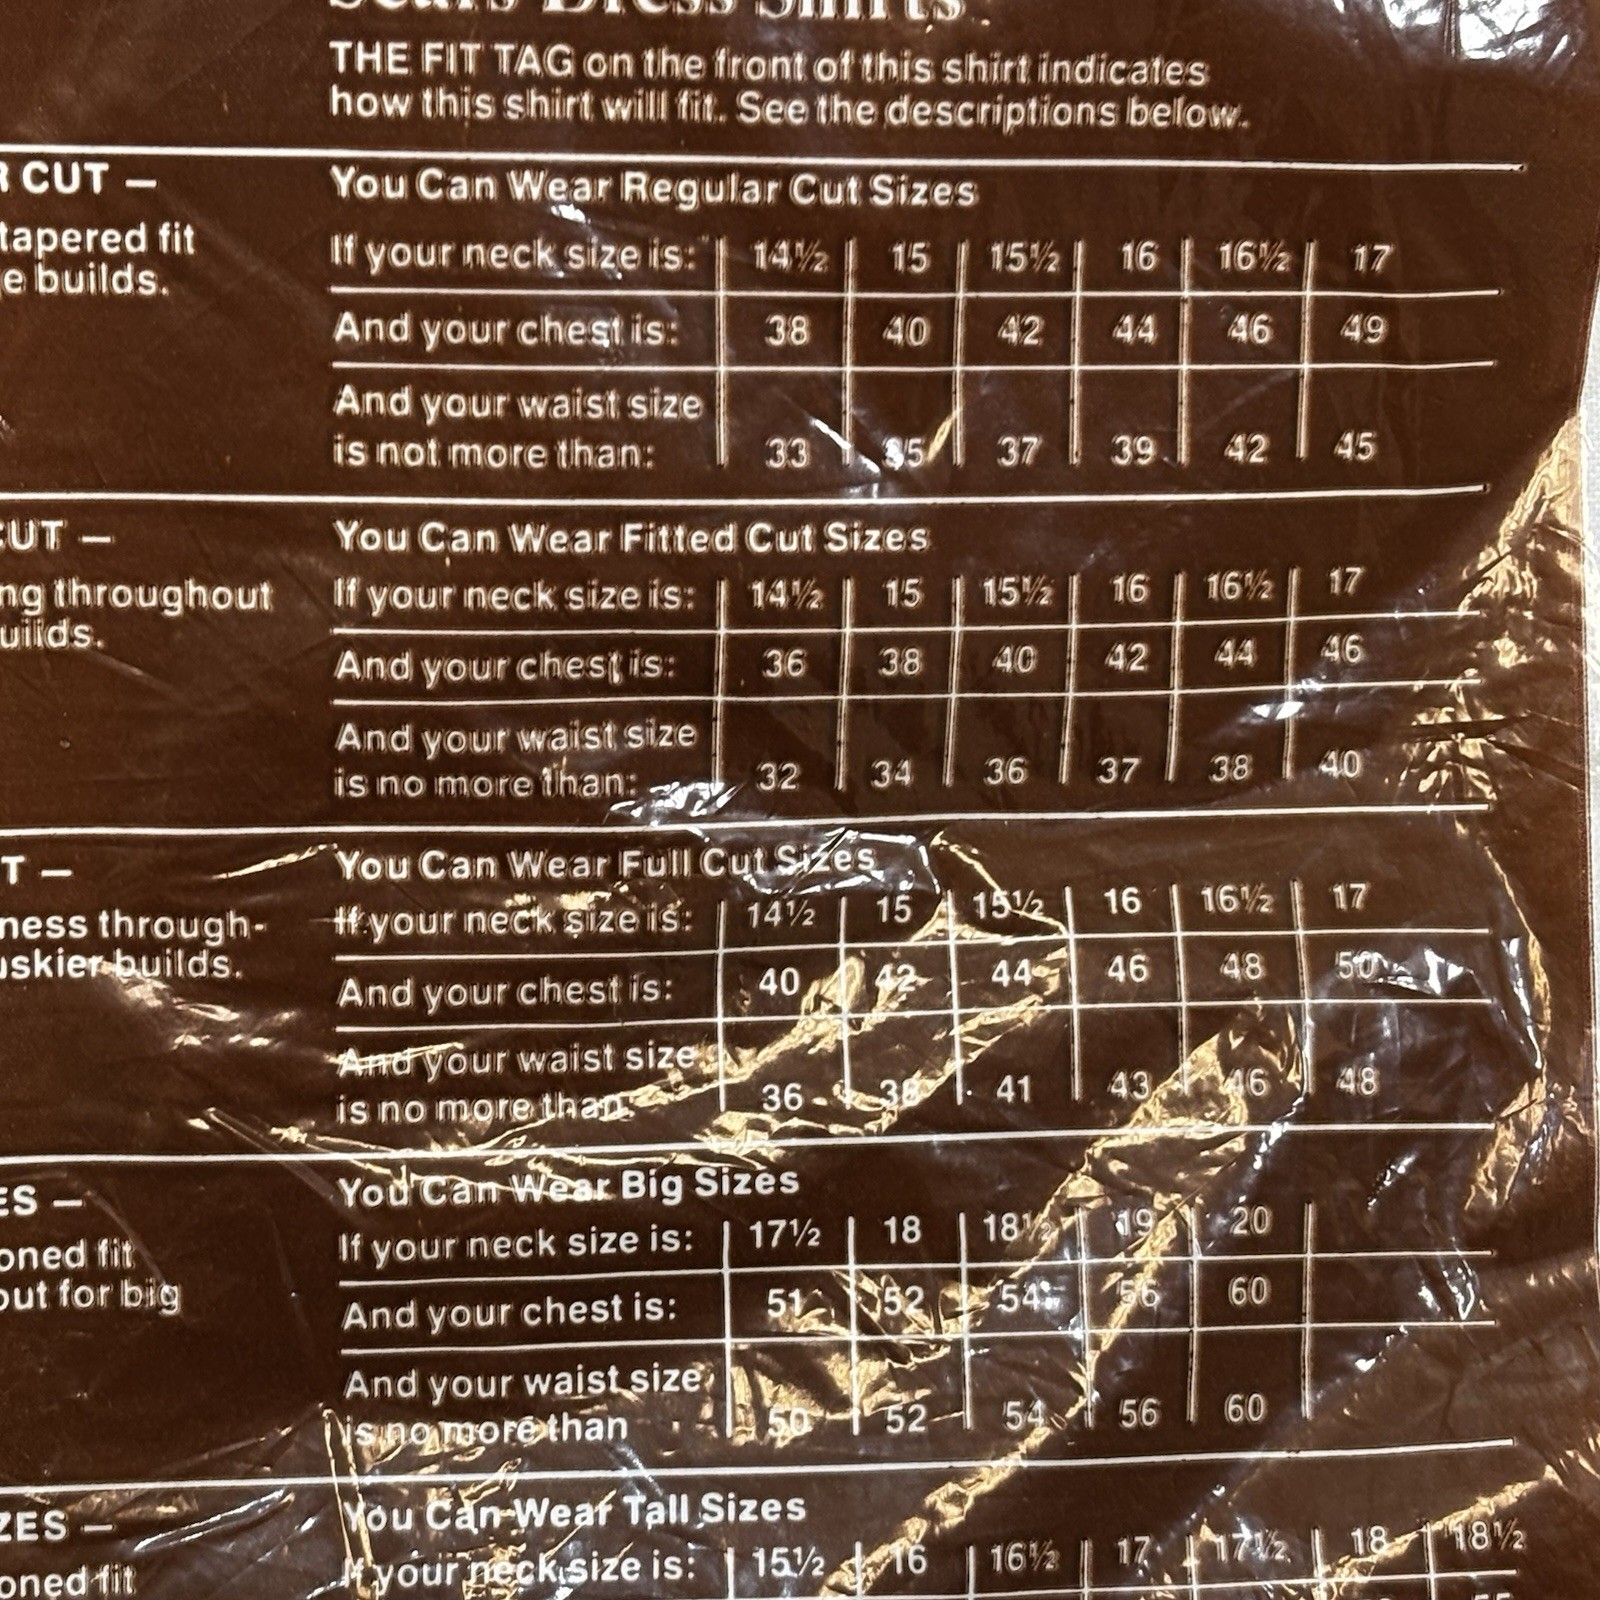 Sears Dress Shirts
THE FIT TAG on the front of this shirt indicates
how this shirt will fit. See the descriptions below.
R CUT —
tapered fit
e builds.
You Can Wear Regular Cut Sizes
If your neck size is: 14½ 15 15½ 16 16½ 17
And your chest is: 38 40 42 44 46 49
And your waist size
is not more than: 33 35 37 39 42 45
CUT —
ng throughout
uilds.
You Can Wear Fitted Cut Sizes
If your neck size is: 14½ 15 15½ 16 16½ 17
And your chest is: 36 38 40 42 44 46
And your waist size
is no more than: 32 34 36 37 38 40
T —
ness through-
uskier builds.
You Can Wear Full Cut Sizes
If your neck size is: 14½ 15 15½ 16 16½ 17
And your chest is: 40 42 44 46 48 50
And your waist size
is no more than: 36 38 41 43 46 48
ES —
oned fit
out for big
You Can Wear Big Sizes
If your neck size is: 17½ 18 18½ 19 20
And your chest is: 51 52 54 56 60
And your waist size
is no more than 50 52 54 56 60
ZES —
oned fit
You Can Wear Tall Sizes
If your neck size is: 15½ 16 16½ 17 17½ 18 18½